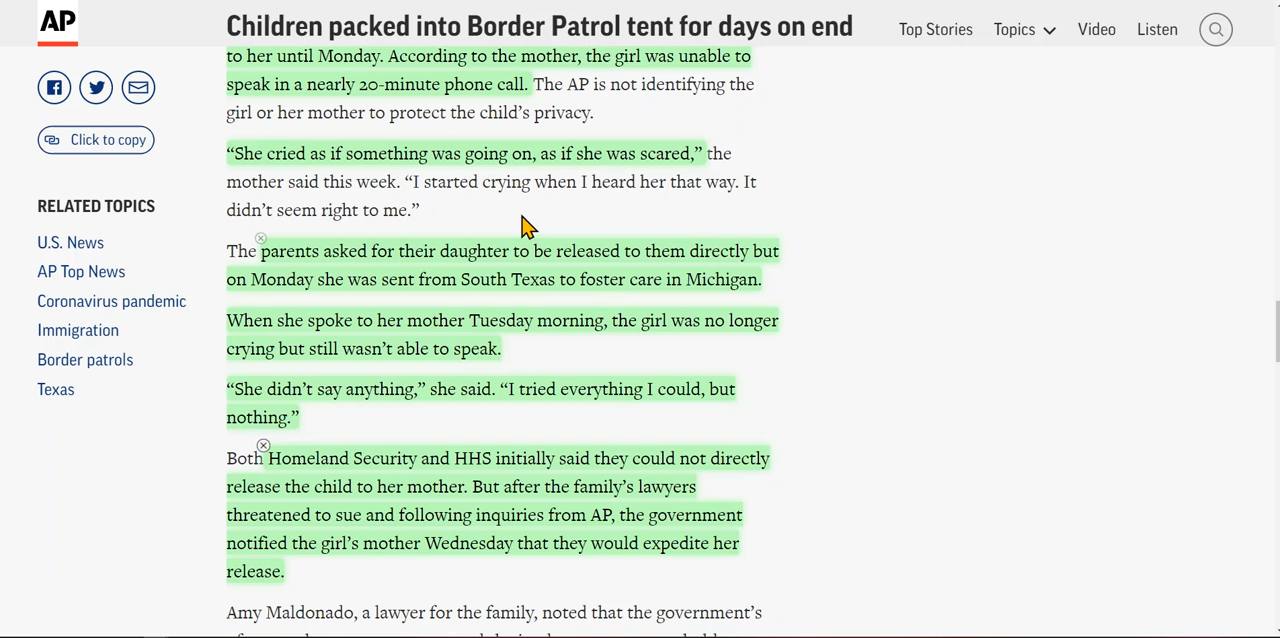 AP
Children packed into Border Patrol tent for days on end
Top Stories
Topics
Video
Listen
Click to copy
RELATED TOPICS
U.S. News
AP Top News
Coronavirus pandemic
Immigration
Border patrols
Texas
to her until Monday. According to the mother, the girl was unable to
speak in a nearly 20-minute phone call. The AP is not identifying the
girl or her mother to protect the child’s privacy.
“She cried as if something was going on, as if she was scared,” the
mother said this week. “I started crying when I heard her that way. It
didn’t seem right to me.”
The parents asked for their daughter to be released to them directly but
on Monday she was sent from South Texas to foster care in Michigan.
When she spoke to her mother Tuesday morning, the girl was no longer
crying but still wasn’t able to speak.
“She didn’t say anything,” she said. “I tried everything I could, but
nothing.”
Both Homeland Security and HHS initially said they could not directly
release the child to her mother. But after the family’s lawyers
threatened to sue and following inquiries from AP, the government
notified the girl’s mother Wednesday that they would expedite her
release.
Amy Maldonado, a lawyer for the family, noted that the government’s